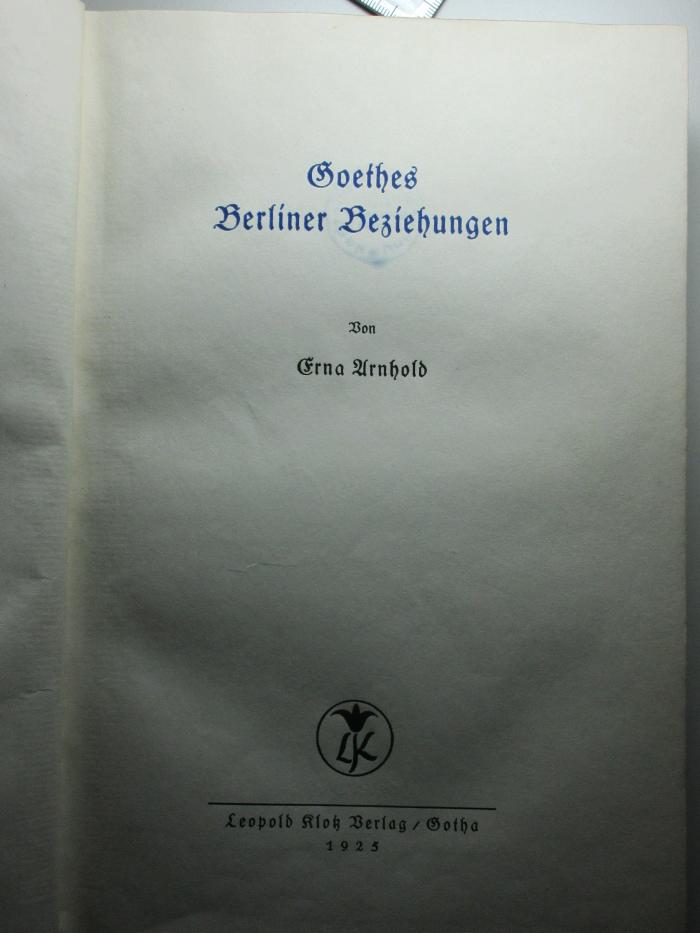 Goethes
Berliner Beziehungen
Von
Erna Arnhold
LK
Leopold Klotz Verlag / Gotha
1925